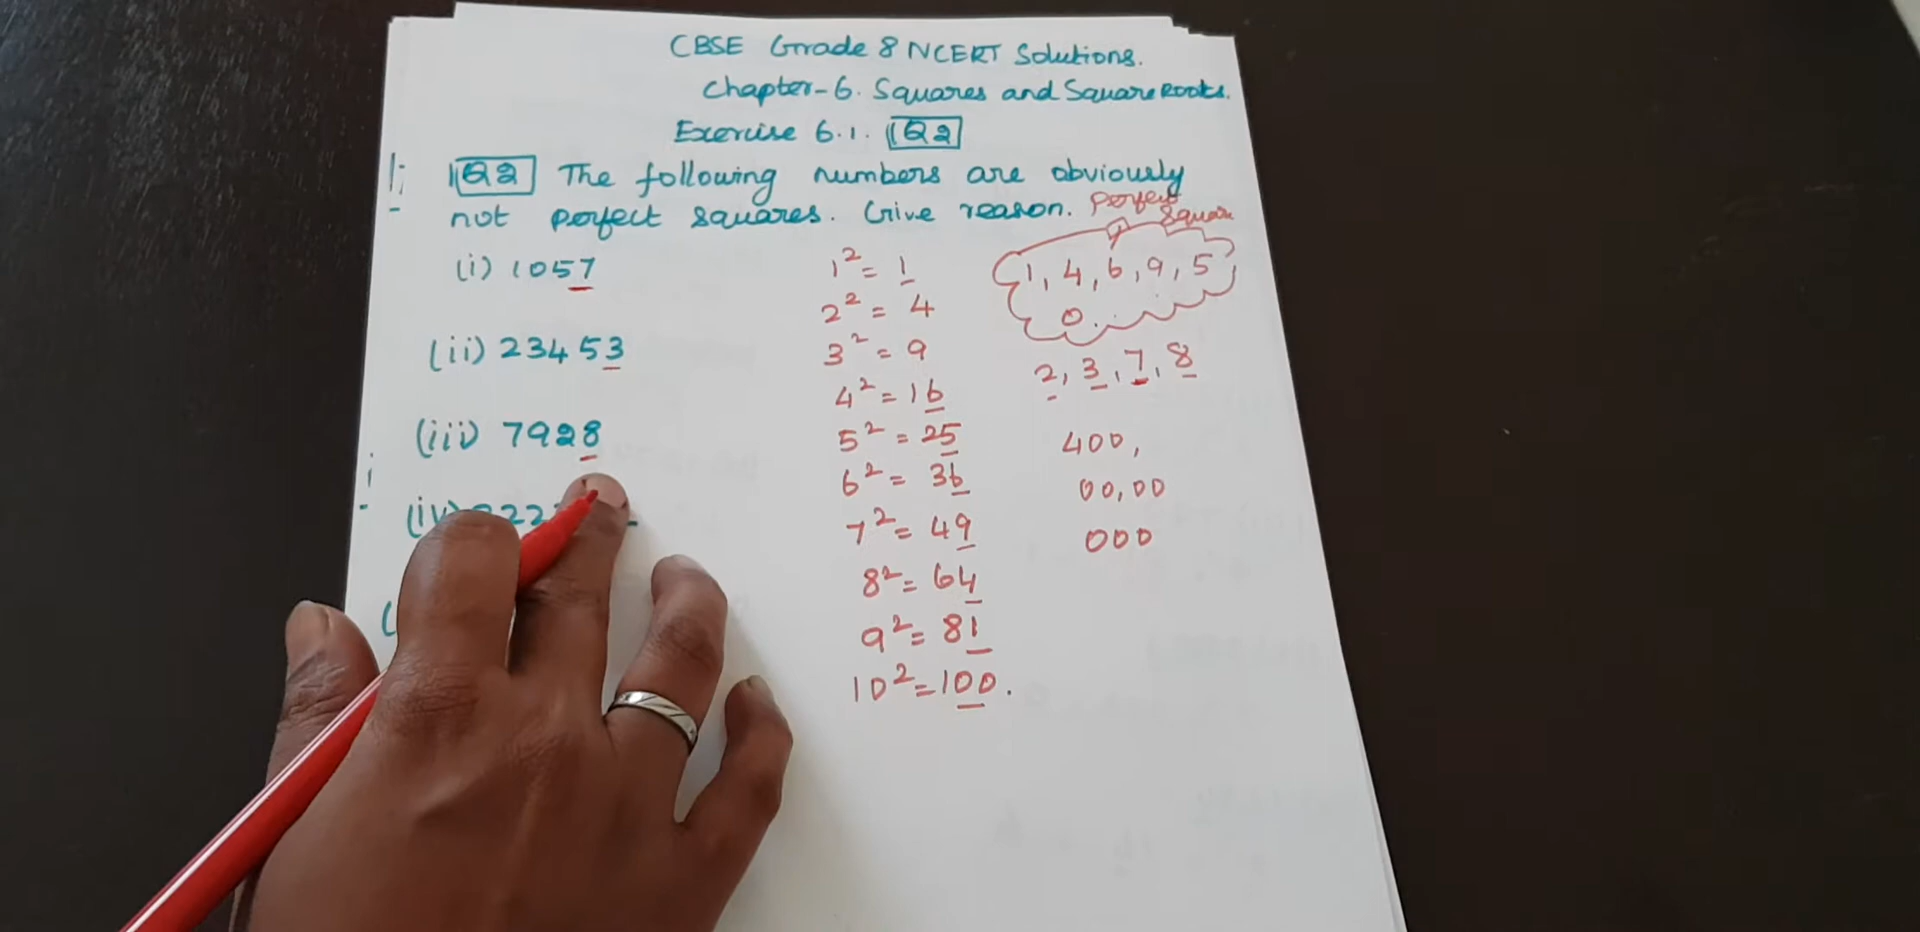 CBSE Grade 8 NCERT Solutions.
Chapter-6. Squares and Square Roots.
Exercise 6.1. Q2
Q2 The following numbers are obviously
not perfect squares. Give reason.
(i) 1057
(ii) 23453
(iii) 7928
(iv)
1² = 1
2² = 4
3² = 9
4² = 16
5² = 25
6² = 36
7² = 49
8² = 64
9² = 81
10² = 100.
Perfect
Square
1, 4, 6, 9, 5
0.
2, 3, 7, 8
400,
00,00
000